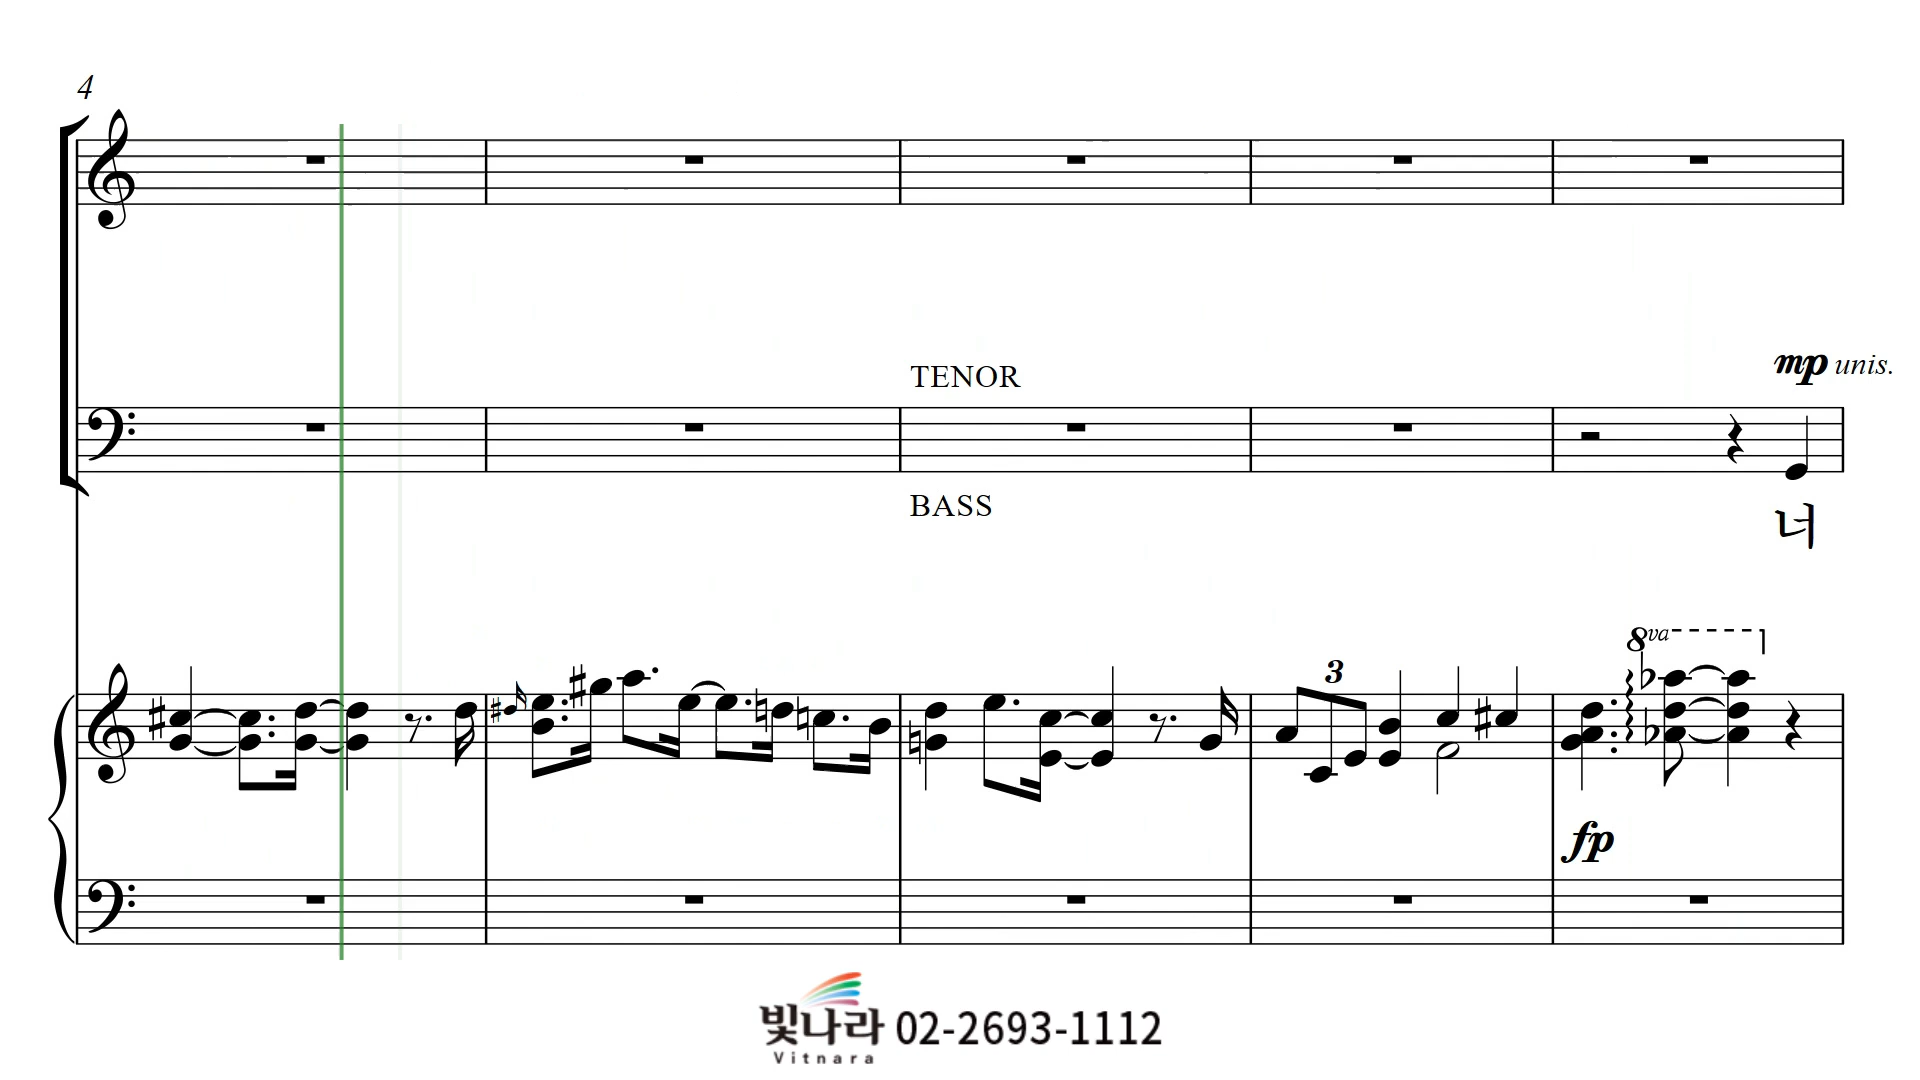 4
TENOR
mp unis.
BASS
너
8va
3
fp
빛나라 02-2693-1112
Vitnara